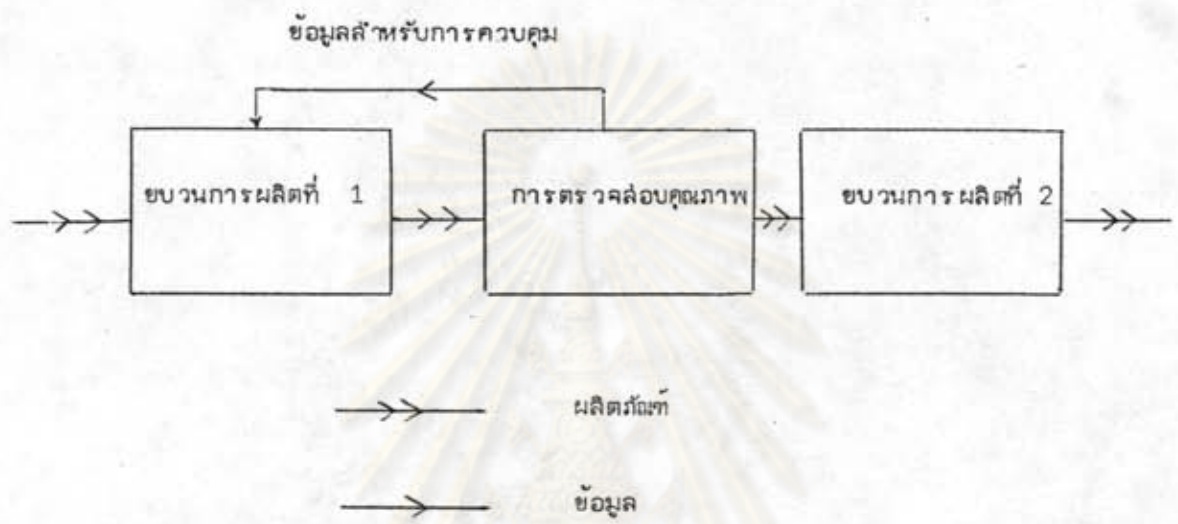 ข้อมูลสำหรับการควบคุม
ขบวนการผลิตที่ 1
การตรวจสอบคุณภาพ
ขบวนการผลิตที่ 2
ผลิตภัณฑ์
ข้อมูล